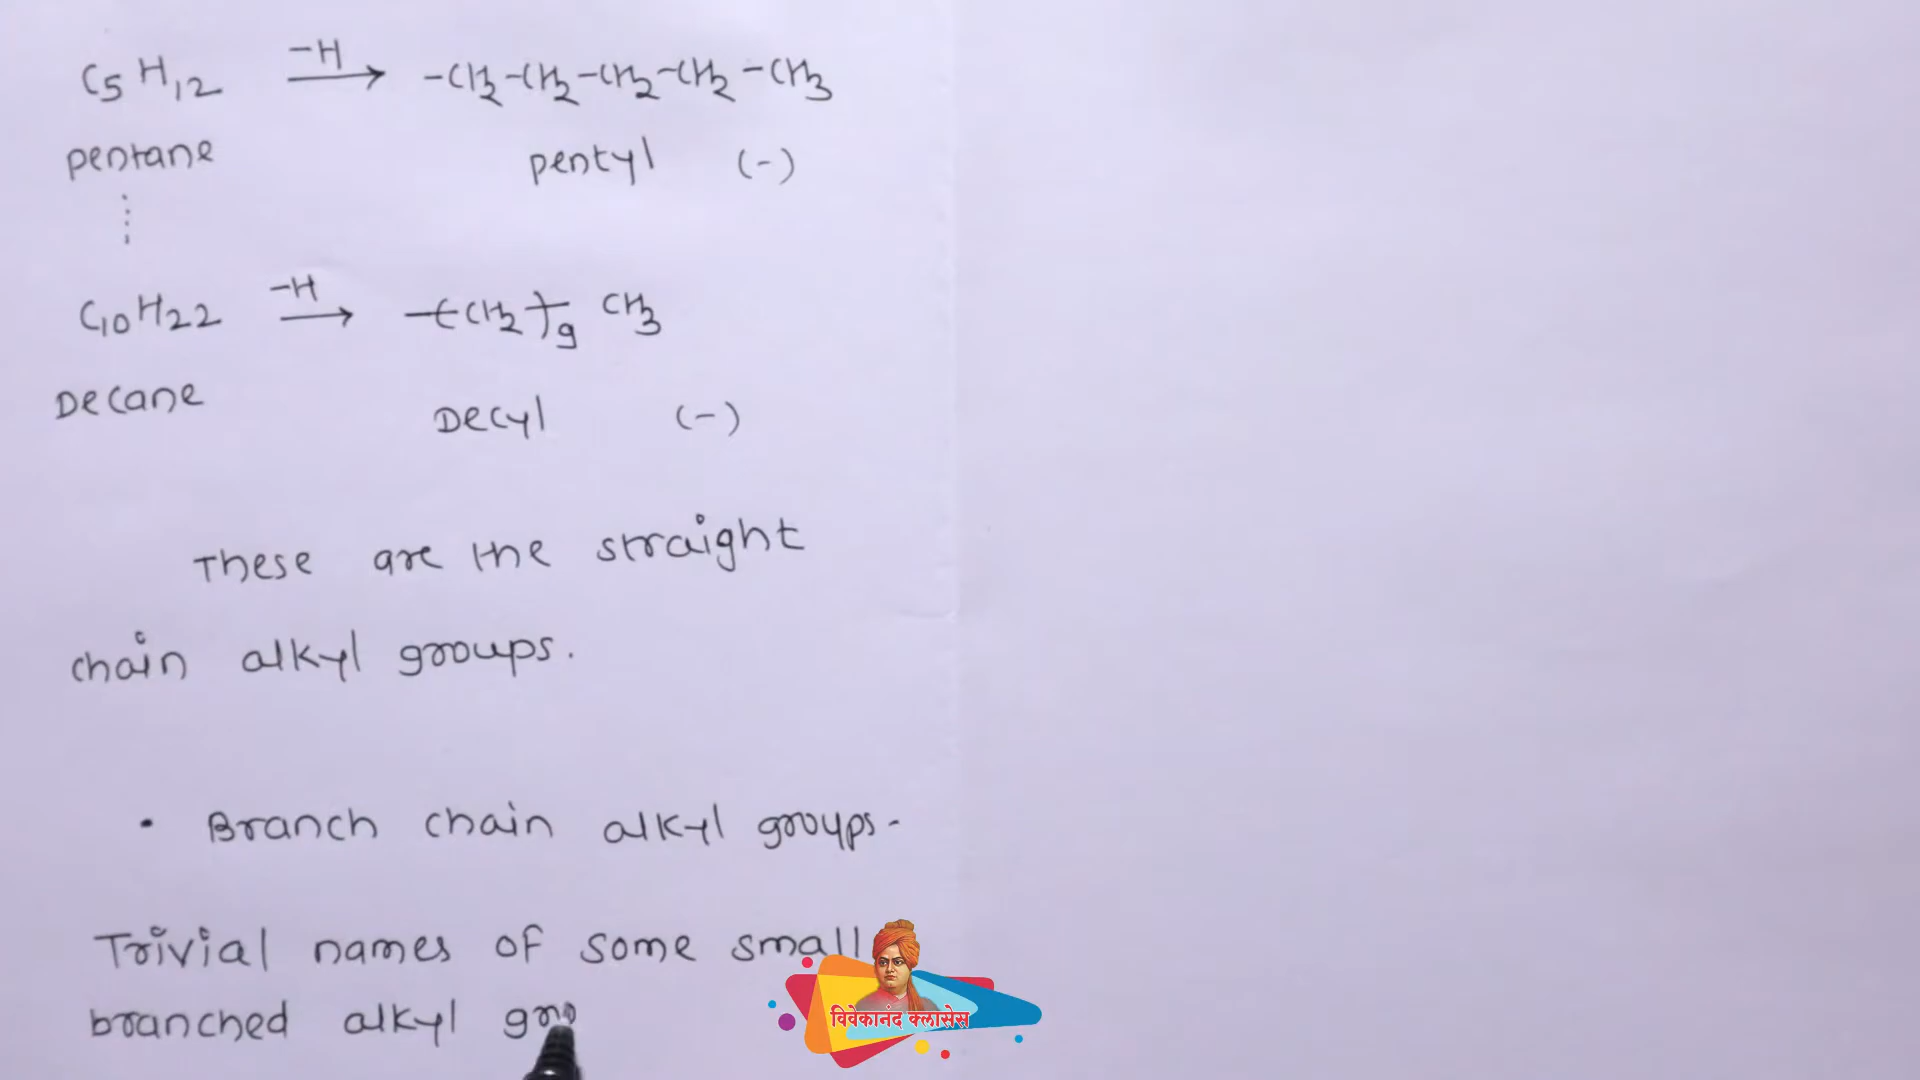 C5H12 -H → -CH2-CH2-CH2-CH2-CH3
pentane pentyl (-)
C10H22 -H → -(CH2)9 CH3
Decane Decyl (-)
These are the straight
chain alkyl groups.
• Branch chain alkyl groups-
Trivial names of some small
branched alkyl gro
विवेकानंद क्लासेस